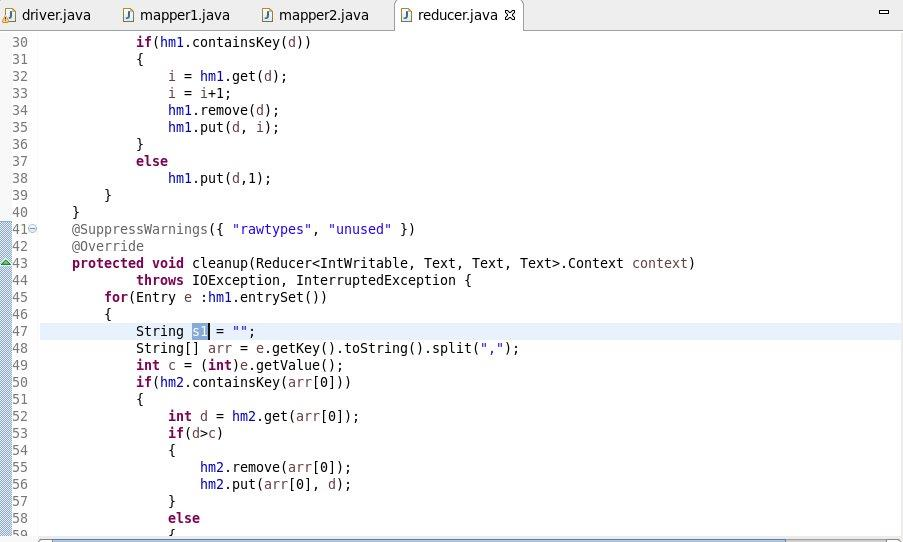 driver.java mapper1.java mapper2.java reducer.java
30 if(hm1.containsKey(d))
31 {
32 i = hm1.get(d);
33 i = i+1;
34 hm1.remove(d);
35 hm1.put(d, i);
36 }
37 else
38 hm1.put(d,1);
39 }
40 }
41 @SuppressWarnings({ "rawtypes", "unused" })
42 @Override
43 protected void cleanup(Reducer<IntWritable, Text, Text, Text>.Context context)
44 throws IOException, InterruptedException {
45 for(Entry e :hm1.entrySet())
46 {
47 String s1 = "";
48 String[] arr = e.getKey().toString().split(",");
49 int c = (int)e.getValue();
50 if(hm2.containsKey(arr[0]))
51 {
52 int d = hm2.get(arr[0]);
53 if(d>c)
54 {
55 hm2.remove(arr[0]);
56 hm2.put(arr[0], d);
57 }
58 else
59 {